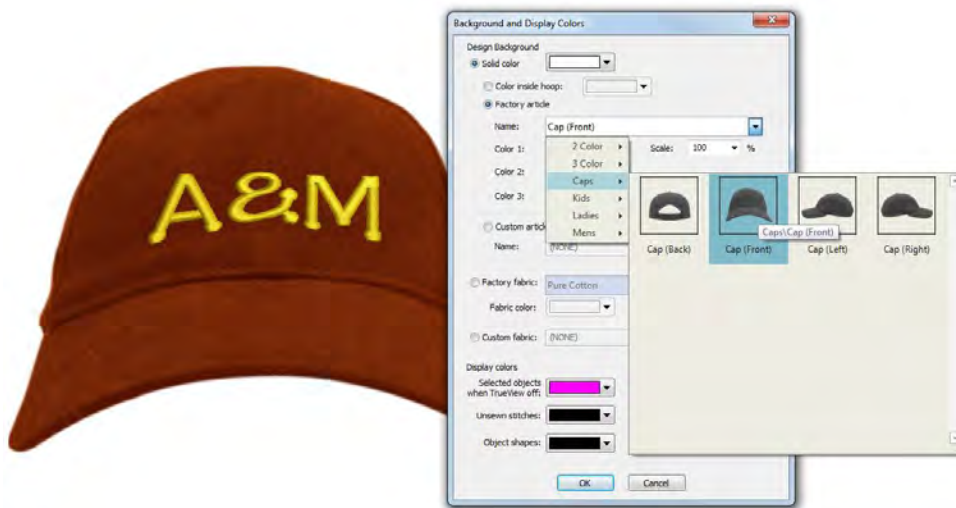 A&M
Background and Display Colors
Design Background
Solid color
Color inside hoop:
Factory article
Name: Cap (Front)
Color 1:
Scale: 100 %
Color 2:
Color 3:
2 Color
3 Color
Caps
Kids
Ladies
Mens
Cap (Back)
Cap (Front)
Cap (Left)
Cap (Right)
Caps\Cap (Front)
Custom artic
Name: (NONE)
Factory fabric: Pure Cotton
Fabric color:
Custom fabric: (NONE)
Display colors
Selected objects
when TrueView off:
Unsewn stitches:
Object shapes:
OK Cancel